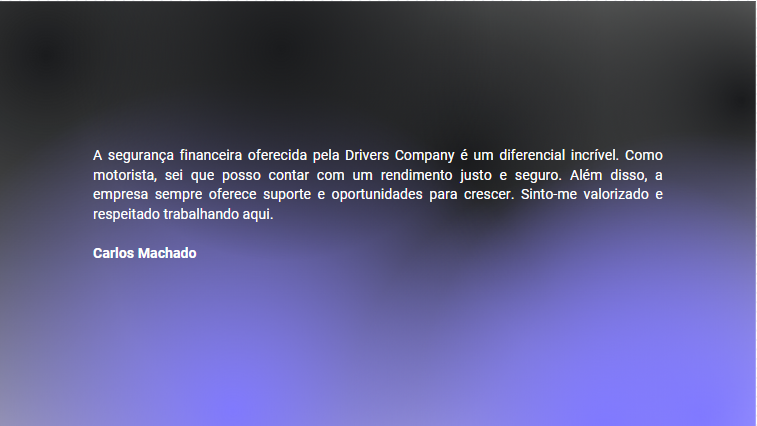 A segurança financeira oferecida pela Drivers Company é um diferencial incrível. Como
motorista, sei que posso contar com um rendimento justo e seguro. Além disso, a
empresa sempre oferece suporte e oportunidades para crescer. Sinto-me valorizado e
respeitado trabalhando aqui.
Carlos Machado